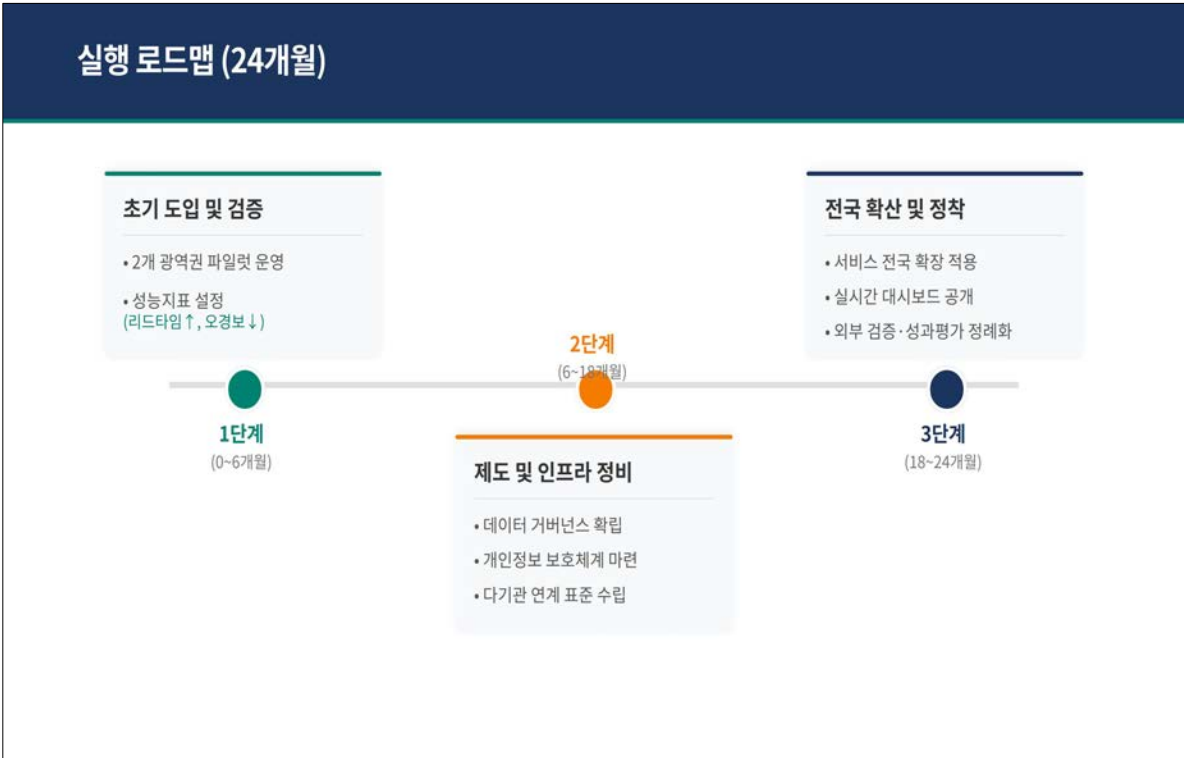 실행 로드맵 (24개월)
초기 도입 및 검증
• 2개 광역권 파일럿 운영
• 성능지표 설정
(리드타임↑, 오경보↓)
1단계
(0~6개월)
2단계
(6~18개월)
제도 및 인프라 정비
• 데이터 거버넌스 확립
• 개인정보 보호체계 마련
• 다기관 연계 표준 수립
전국 확산 및 정착
• 서비스 전국 확장 적용
• 실시간 대시보드 공개
• 외부 검증·성과평가 정례화
3단계
(18~24개월)